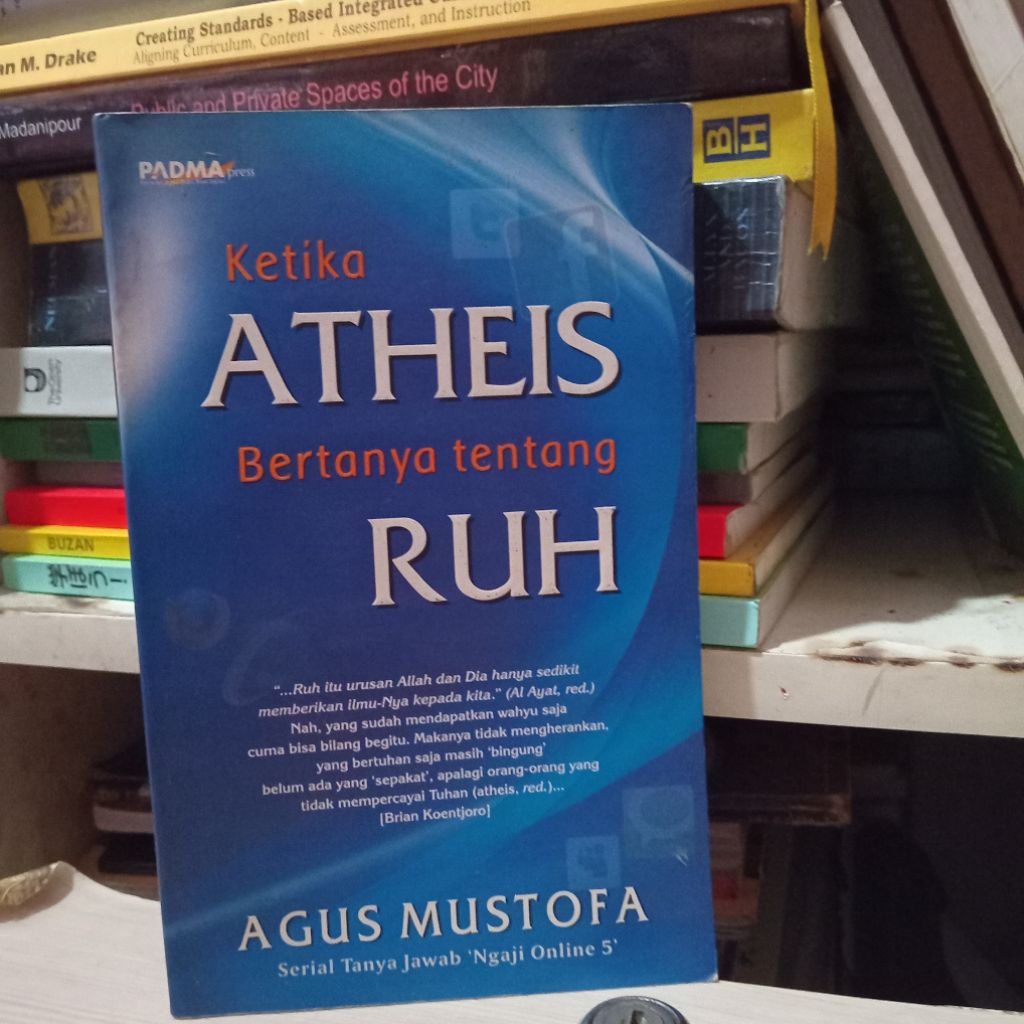 an M. Drake
Creating Standards - Based Integrated
Aligning Curriculum, Content - Assessment, and Instruction
Madanipour
Public and Private Spaces of the City
B
H
PADMA press
Ketika
ATHEIS
Bertanya tentang
RUH
"...Ruh itu urusan Allah dan Dia hanya sedikit
memberikan ilmu-Nya kepada kita." (Al Ayat, red.)
Nah, yang sudah mendapatkan wahyu saja
cuma bisa bilang begitu. Makanya tidak mengherankan,
yang bertuhan saja masih 'bingung'
belum ada yang 'sepakat', apalagi orang-orang yang
tidak mempercayai Tuhan (atheis, red.)...
[Brian Koentjoro]
AGUS MUSTOFA
Serial Tanya Jawab 'Ngaji Online 5'
BUZAN